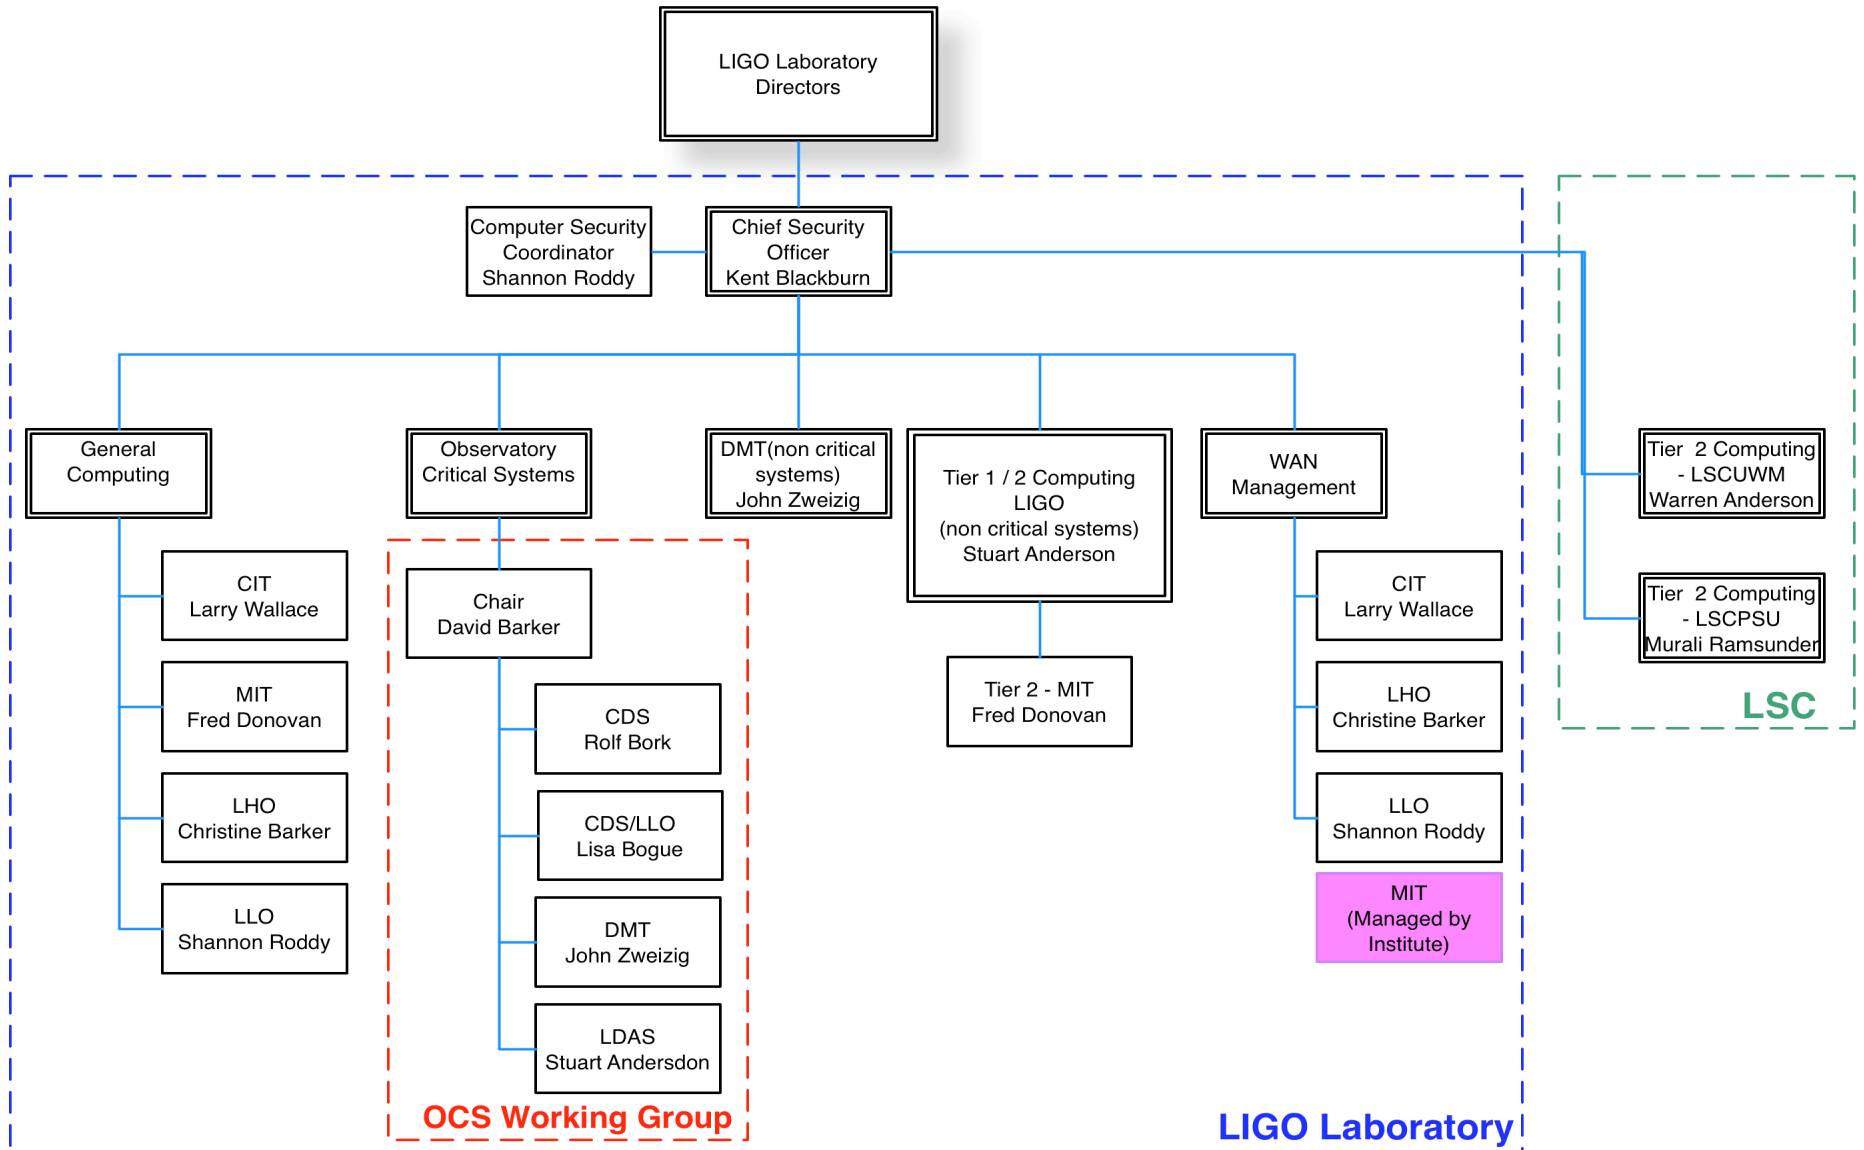 LIGO Laboratory
Directors
Computer Security
Coordinator
Shannon Roddy
Chief Security
Officer
Kent Blackburn
General
Computing
Observatory
Critical Systems
DMT(non critical
systems)
John Zweizig
Tier 1 / 2 Computing
LIGO
(non critical systems)
Stuart Anderson
WAN
Management
Tier 2 Computing
- LSCUWM
Warren Anderson
Tier 2 Computing
- LSCPSU
Murali Ramsunder
LSC
CIT
Larry Wallace
MIT
Fred Donovan
LHO
Christine Barker
LLO
Shannon Roddy
Chair
David Barker
CDS
Rolf Bork
CDS/LLO
Lisa Bogue
DMT
John Zweizig
LDAS
Stuart Andersdon
OCS Working Group
Tier 2 - MIT
Fred Donovan
CIT
Larry Wallace
LHO
Christine Barker
LLO
Shannon Roddy
MIT
(Managed by
Institute)
LIGO Laboratory